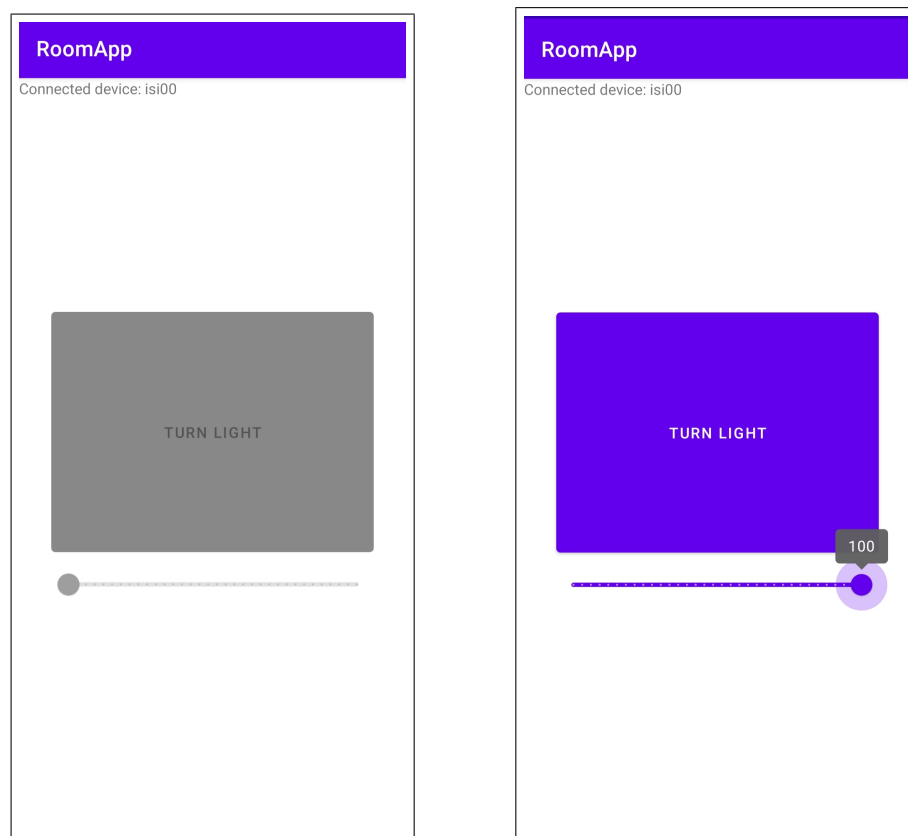 RoomApp
Connected device: isi00
TURN LIGHT
RoomApp
Connected device: isi00
TURN LIGHT
100